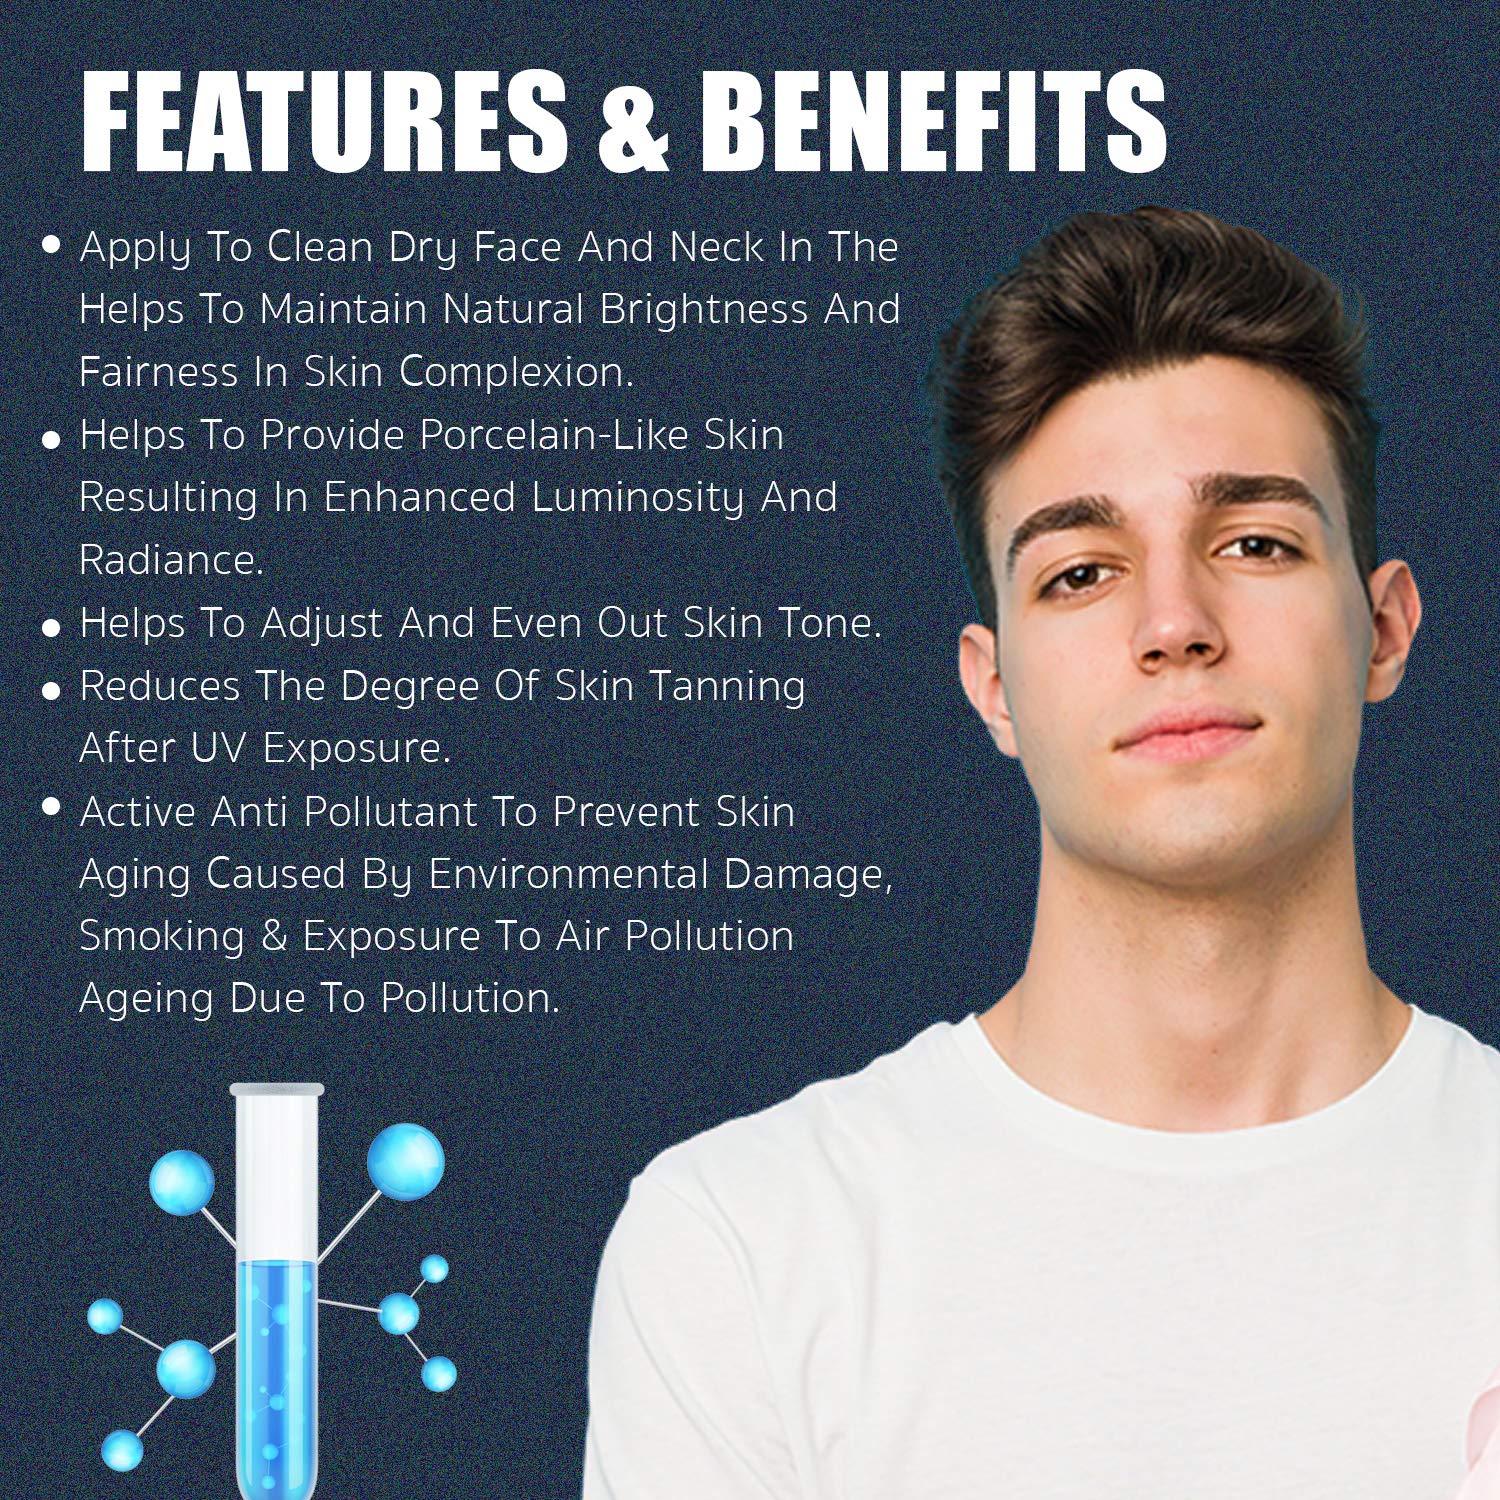 FEATURES & BENEFITS
• Apply To Clean Dry Face And Neck In The
Helps To Maintain Natural Brightness And
Fairness In Skin Complexion.
• Helps To Provide Porcelain-Like Skin
Resulting In Enhanced Luminosity And
Radiance.
• Helps To Adjust And Even Out Skin Tone.
• Reduces The Degree Of Skin Tanning
After UV Exposure.
• Active Anti Pollutant To Prevent Skin
Aging Caused By Environmental Damage,
Smoking & Exposure To Air Pollution
Ageing Due To Pollution.